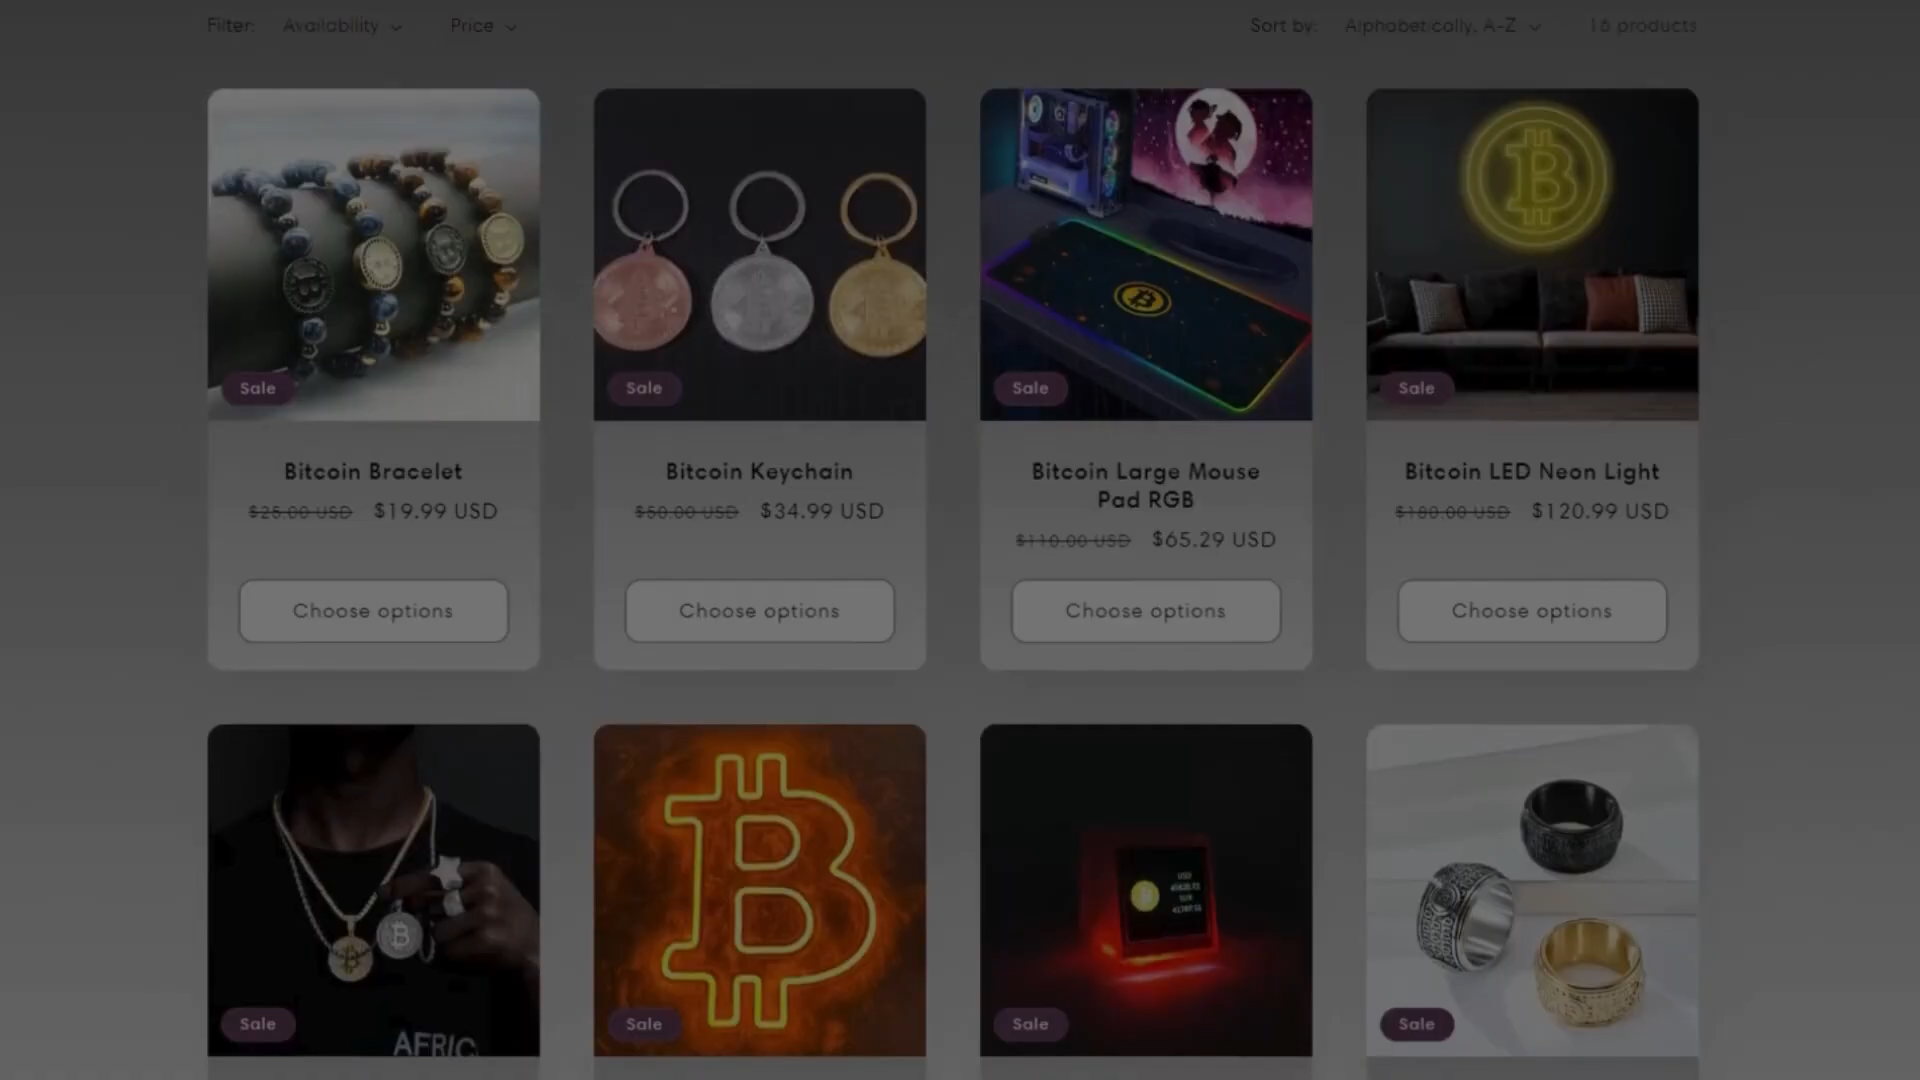 Filter: Availability Price Sort by: Alphabetically, A-Z 16 products
Sale Sale Sale Sale
Bitcoin Bracelet
$25.00 USD $19.99 USD
Choose options
Bitcoin Keychain
$50.00 USD $34.99 USD
Choose options
Bitcoin Large Mouse
Pad RGB
$110.00 USD $65.29 USD
Choose options
Bitcoin LED Neon Light
$180.00 USD $120.99 USD
Choose options
AFRIC
USD
EUR
Sale Sale Sale Sale